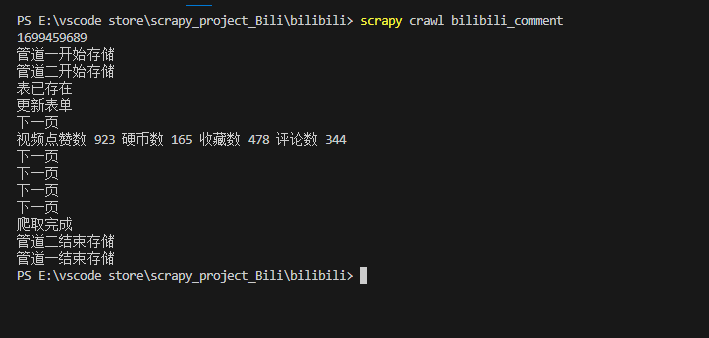 PS E:\vscode store\scrapy_project_Bili\bilibili> scrapy crawl bilibili_comment
1699459689
管道一开始存储
管道二开始存储
表已存在
更新表单
下一页
视频点赞数 923 硬币数 165 收藏数 478 评论数 344
下一页
下一页
下一页
下一页
爬取完成
管道二结束存储
管道一结束存储
PS E:\vscode store\scrapy_project_Bili\bilibili>